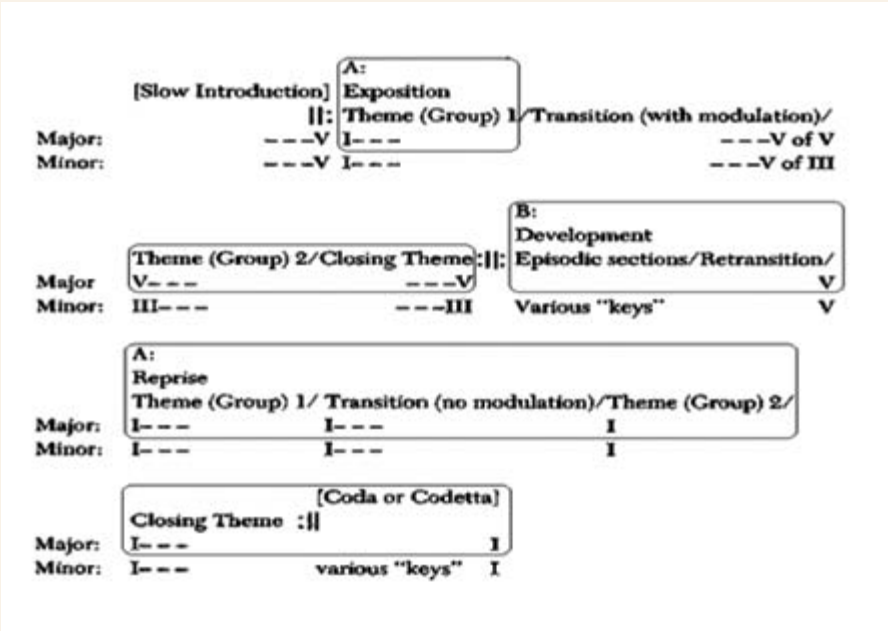 A:
[Slow Introduction] Exposition
||: Theme (Group) 1/Transition (with modulation)/
Major: – – –V I– – – – – –V of V
Minor: – – –V I– – – – – –V of III
B:
Development
Theme (Group) 2/Closing Theme:||: Episodic sections/Retransition/
Major V– – – – – –V V
Minor: III– – – – – –III Various "keys" V
A:
Reprise
Theme (Group) 1/ Transition (no modulation)/Theme (Group) 2/
Major: I– – – I– – – I
Minor: I– – – I– – – I
[Coda or Codetta]
Closing Theme :||
Major: I– – – I
Minor: I– – – various "keys" I